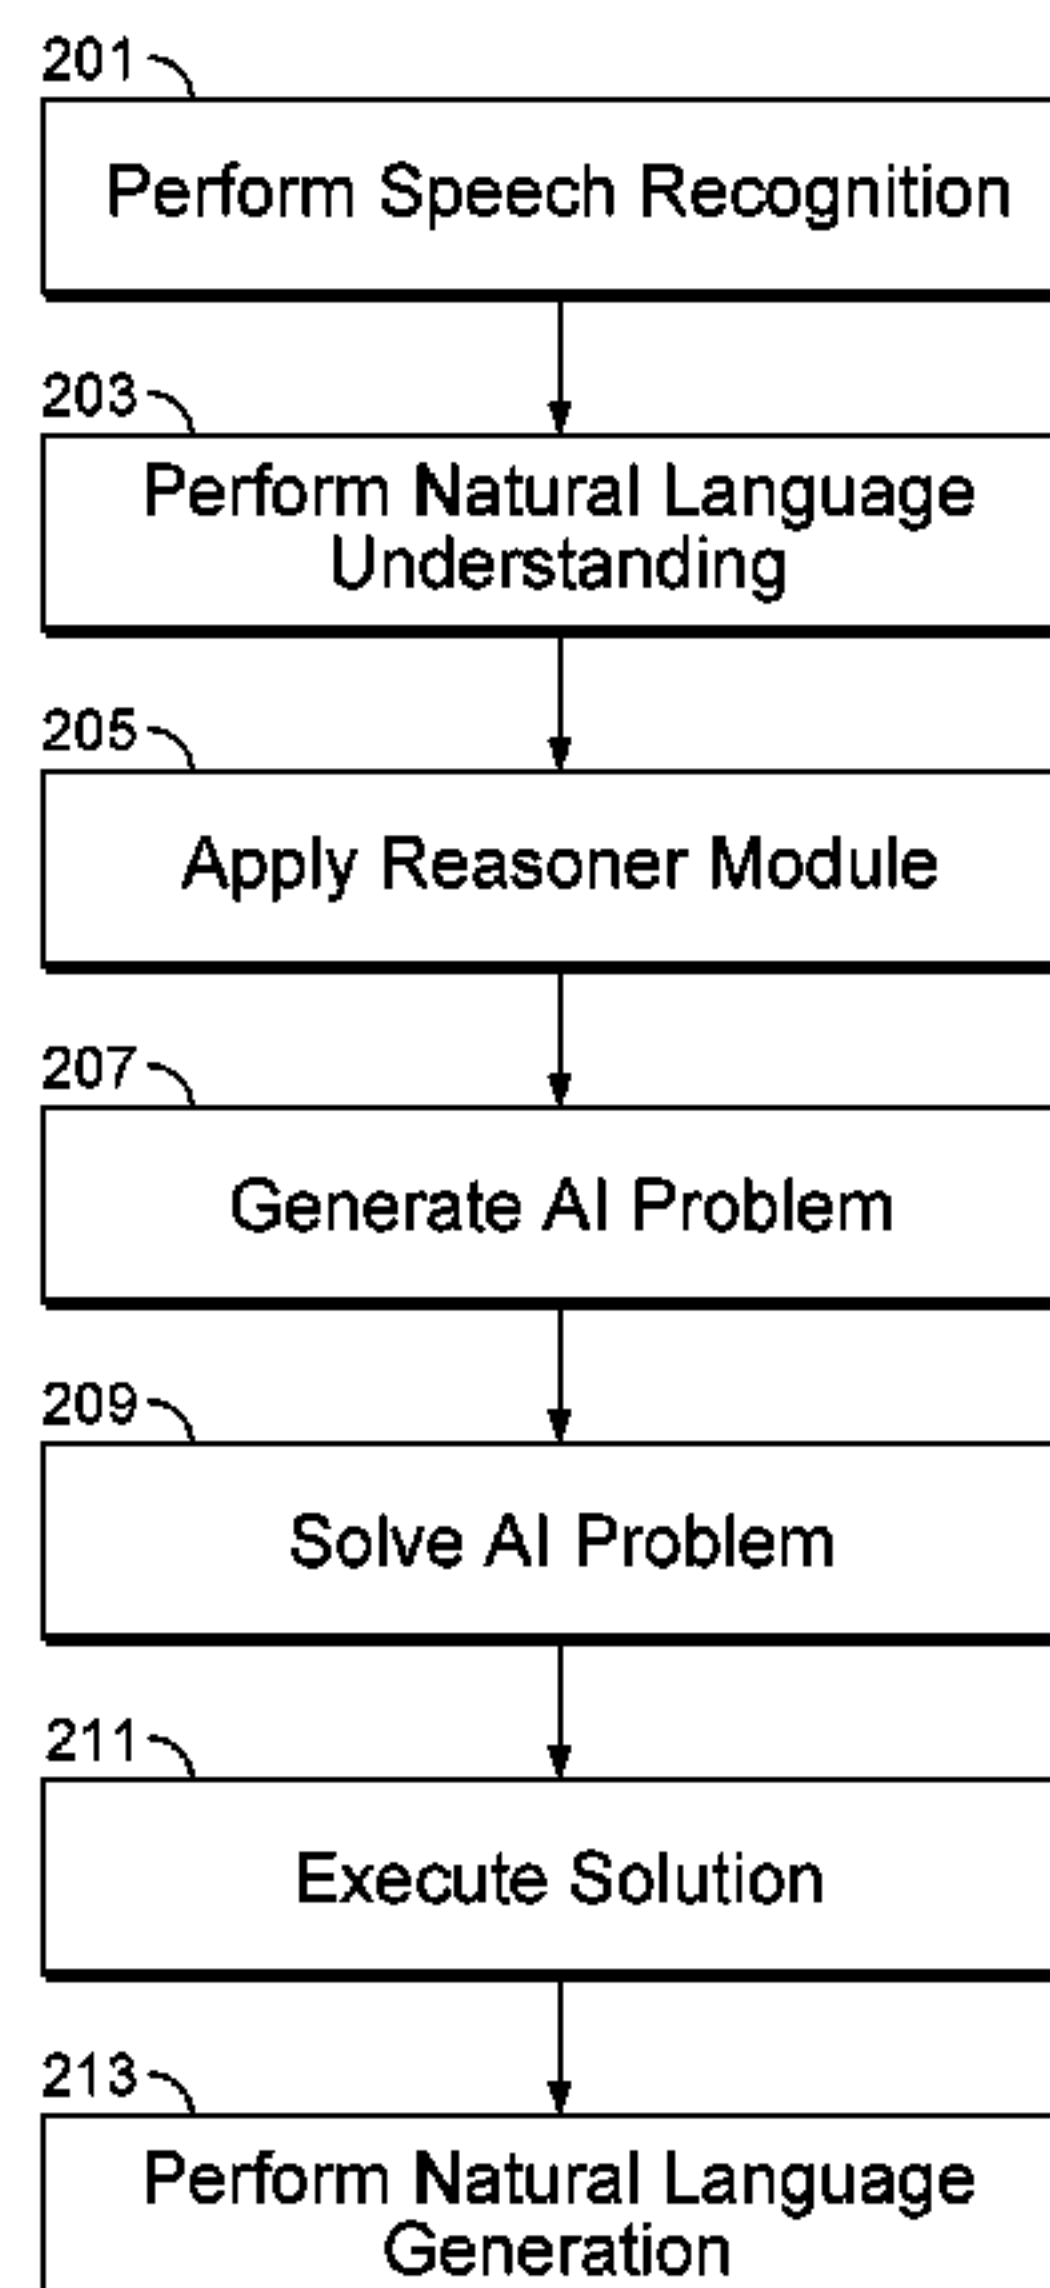 201
Perform Speech Recognition
203
Perform Natural Language
Understanding
205
Apply Reasoner Module
207
Generate AI Problem
209
Solve AI Problem
211
Execute Solution
213
Perform Natural Language
Generation